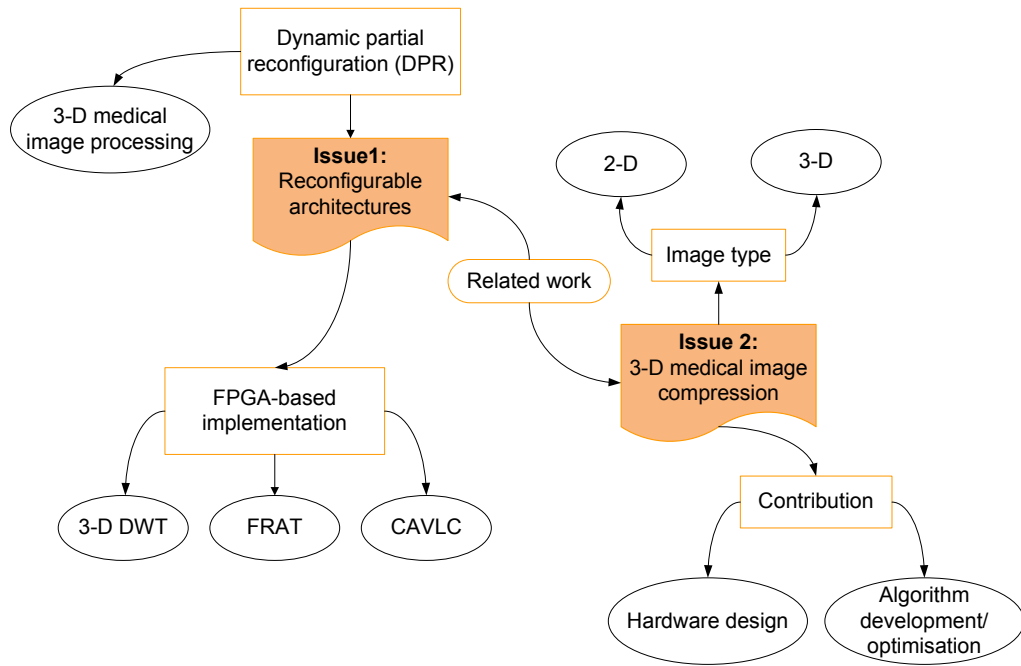 Dynamic partial
reconfiguration (DPR)
3-D medical
image processing
Issue1:
Reconfigurable
architectures
2-D
3-D
Image type
Related work
Issue 2:
3-D medical image
compression
FPGA-based
implementation
3-D DWT
FRAT
CAVLC
Contribution
Hardware design
Algorithm
development/
optimisation